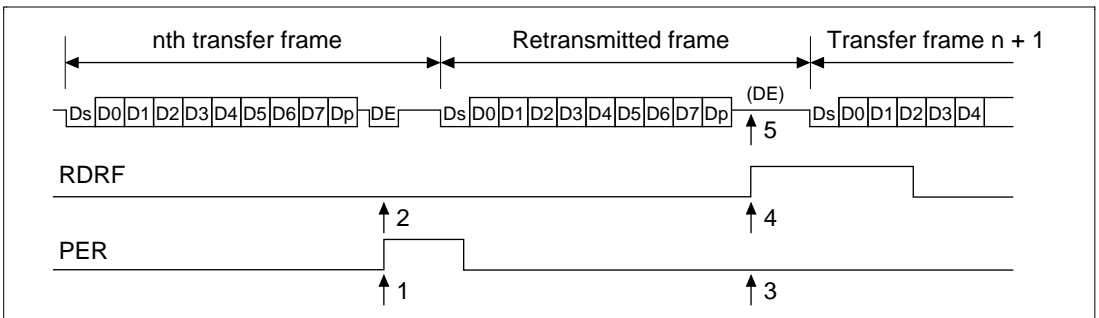 nth transfer frame Retransmitted frame Transfer frame n + 1
(DE)
Ds D0 D1 D2 D3 D4 D5 D6 D7 Dp DE Ds D0 D1 D2 D3 D4 D5 D6 D7 Dp Ds D0 D1 D2 D3 D4
5
RDRF
2 4
PER
1 3